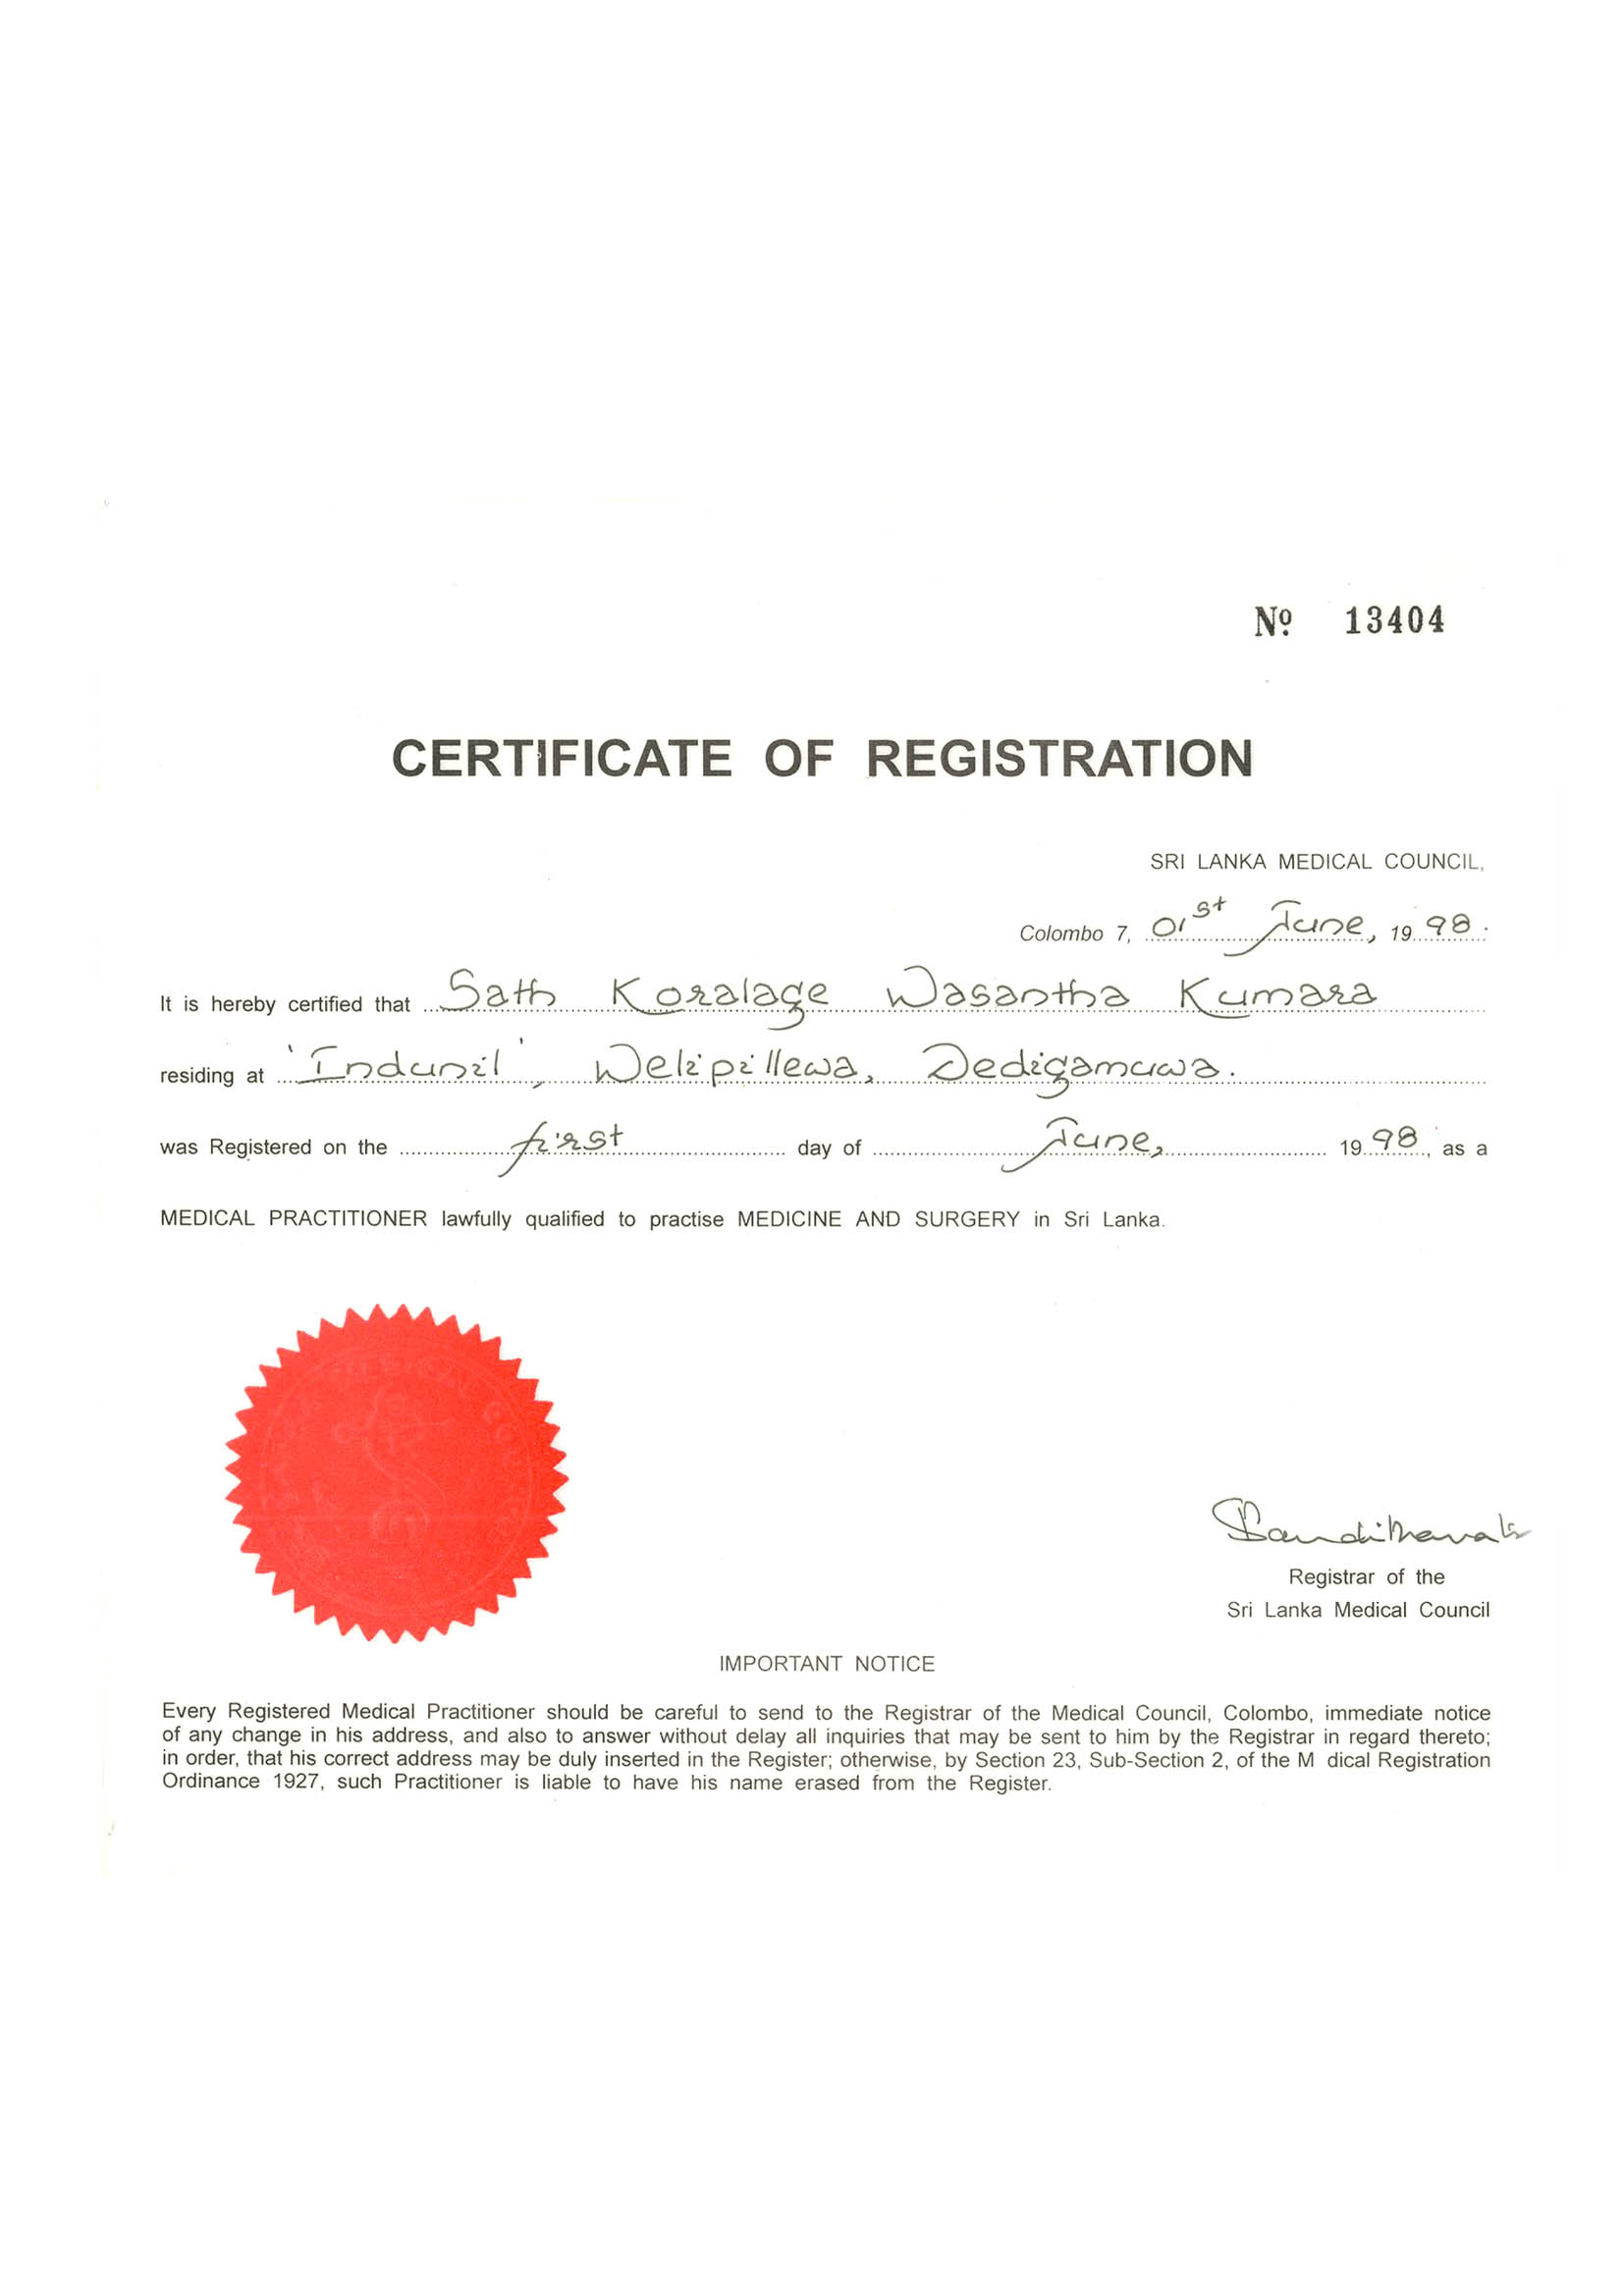 Nº 13404
CERTIFICATE OF REGISTRATION
SRI LANKA MEDICAL COUNCIL,
Colombo 7, 01st June, 1998.
It is hereby certified that Sath Koralage Wasantha Kumara
residing at 'Indunil', Welipillewa, Dedigamuwa.
was Registered on the first day of June, 1998, as a
MEDICAL PRACTITIONER lawfully qualified to practise MEDICINE AND SURGERY in Sri Lanka.
Registrar of the
Sri Lanka Medical Council
IMPORTANT NOTICE
Every Registered Medical Practitioner should be careful to send to the Registrar of the Medical Council, Colombo, immediate notice
of any change in his address, and also to answer without delay all inquiries that may be sent to him by the Registrar in regard thereto;
in order, that his correct address may be duly inserted in the Register; otherwise, by Section 23, Sub-Section 2, of the M dical Registration
Ordinance 1927, such Practitioner is liable to have his name erased from the Register.